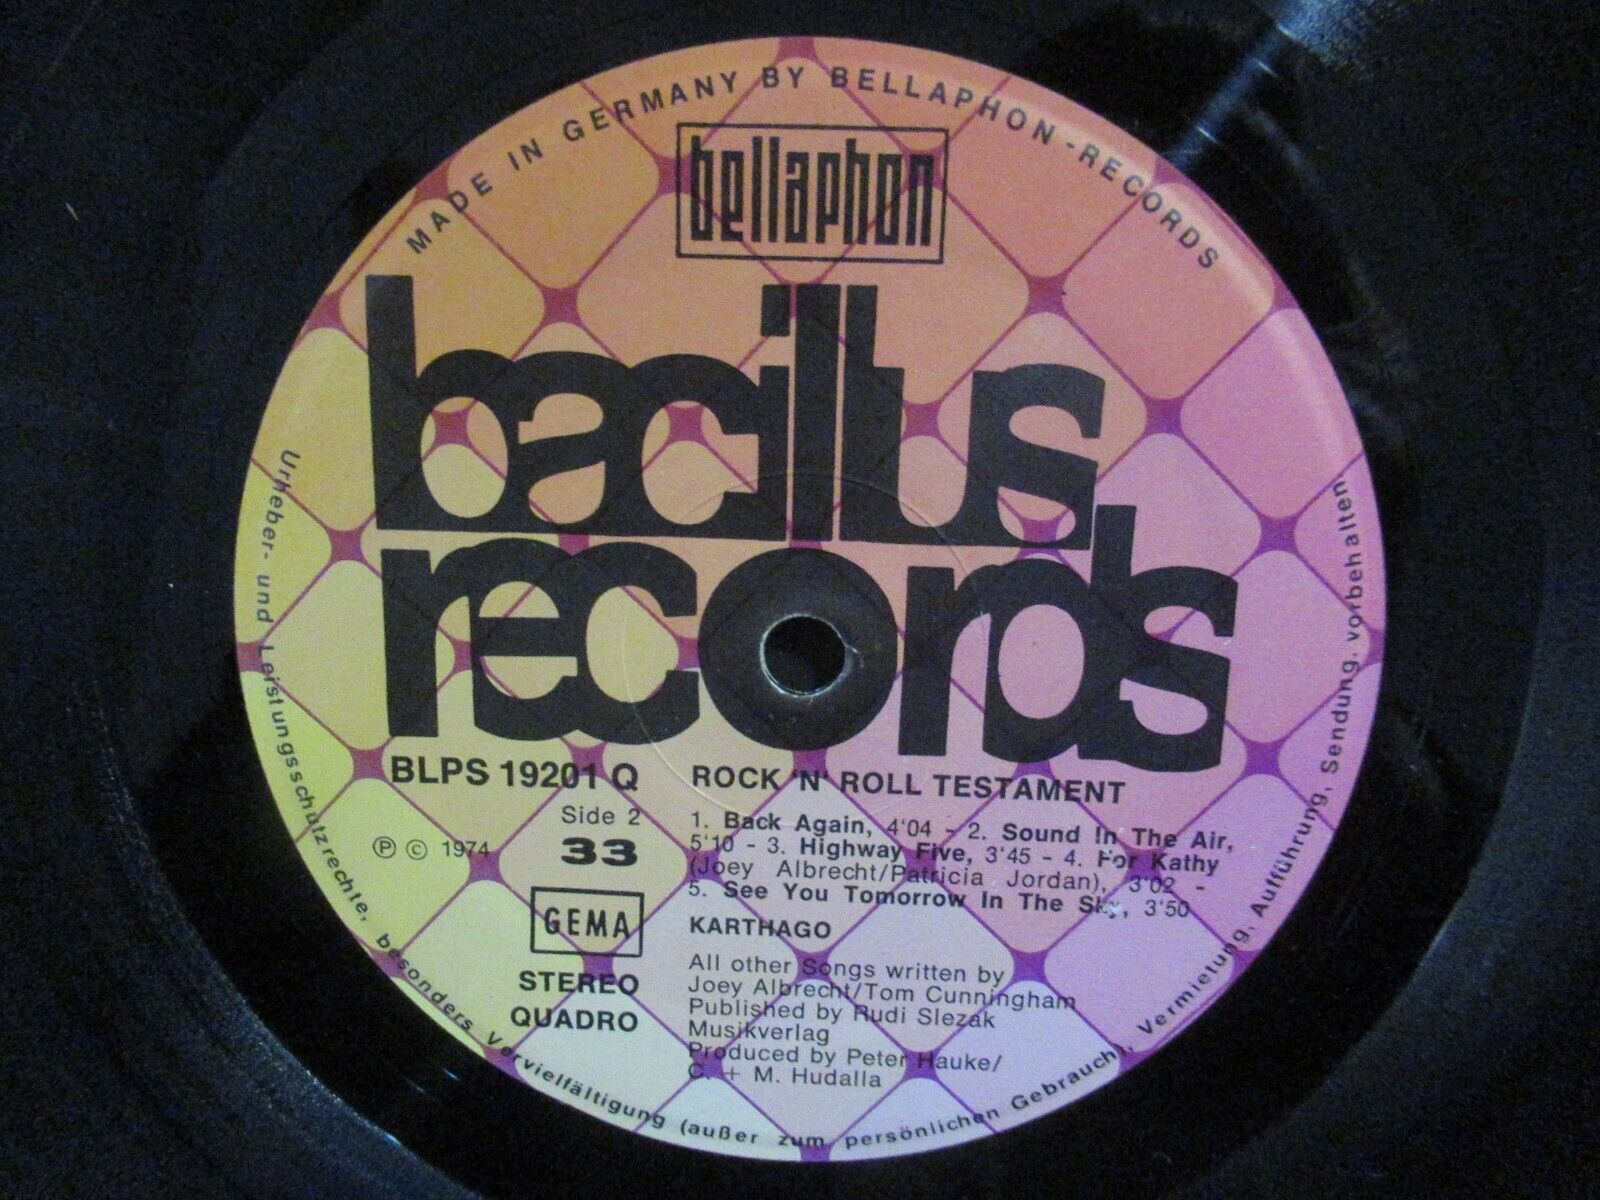 MADE IN GERMANY BY BELLAPHON-RECORDS
bellaphon
bacillus
records
BLPS 19201 Q
Side 2
Ⓟ © 1974
33
GEMA
STEREO
QUADRO
ROCK 'N' ROLL TESTAMENT
1. Back Again, 4'04 - 2. Sound In The Air,
5'10 - 3. Highway Five, 3'45 - 4. For Kathy
(Joey Albrecht/Patricia Jordan), 3'02 -
5. See You Tomorrow In The Sky, 3'50
KARTHAGO
All other Songs written by
Joey Albrecht/Tom Cunningham
Published by Rudi Slezak
Musikverlag
Produced by Peter Hauke/
C. + M. Hudalla
Urheber- und Leistungsschutzrechte, besonders Vervielfältigung (außer zum persönlichen Gebrauch), Vermietung, Aufführung, Sendung, vorbehalten.